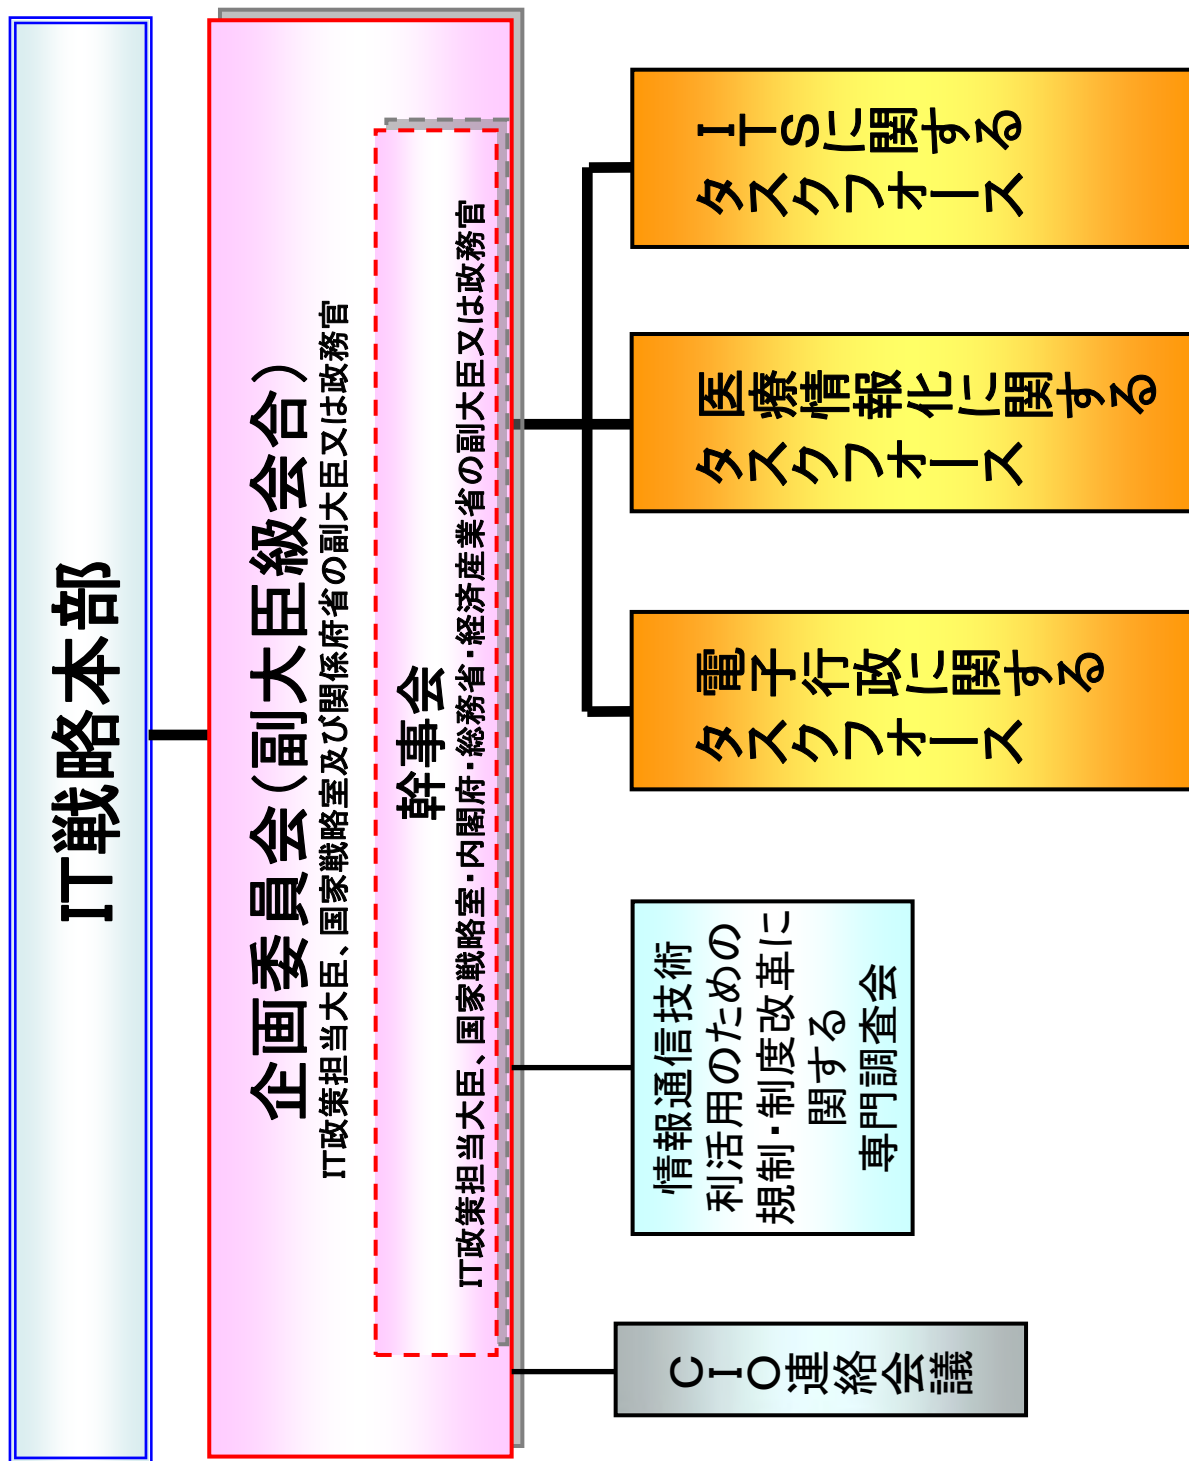 IT戦略本部
企画委員会（副大臣級会合）
IT政策担当大臣、国家戦略室及び関係府省の副大臣又は政務官
幹事会
IT政策担当大臣、国家戦略室・内閣府・総務省・経済産業省の副大臣又は政務官
ＣＩＯ連絡会議
情報通信技術
利活用のための
規制・制度改革に
関する
専門調査会
電子行政に関する
タスクフォース
医療情報化に関する
タスクフォース
ＩＴＳに関する
タスクフォース